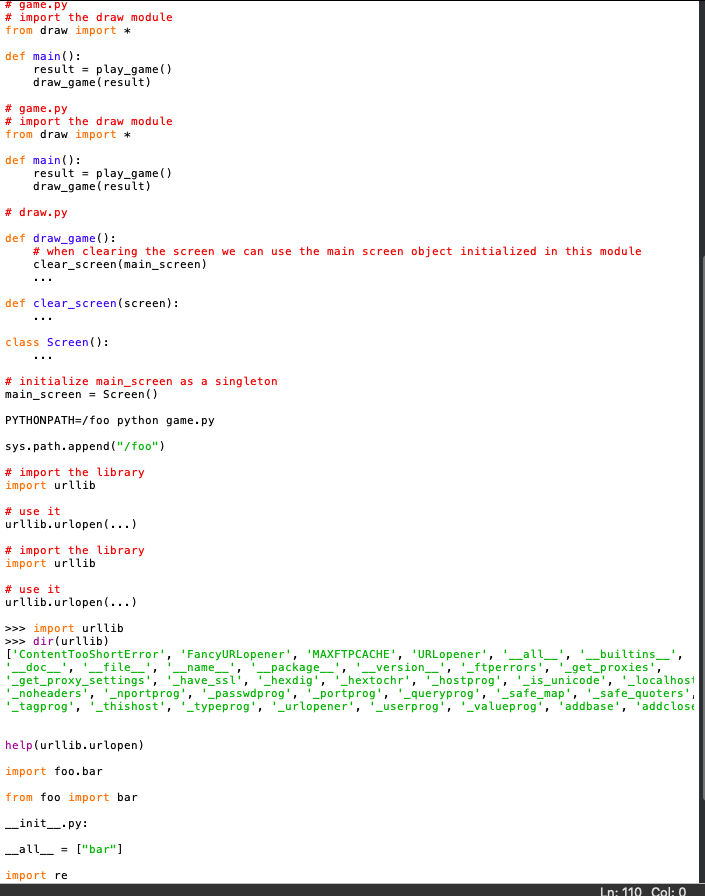 # game.py
# import the draw module
from draw import *

def main():
    result = play_game()
    draw_game(result)

# game.py
# import the draw module
from draw import *

def main():
    result = play_game()
    draw_game(result)

# draw.py

def draw_game():
    # when clearing the screen we can use the main screen object initialized in this module
    clear_screen(main_screen)
    ...

def clear_screen(screen):
    ...

class Screen():
    ...

# initialize main_screen as a singleton
main_screen = Screen()

PYTHONPATH=/foo python game.py

sys.path.append("/foo")

# import the library
import urllib

# use it
urllib.urlopen(...)

# import the library
import urllib

# use it
urllib.urlopen(...)

>>> import urllib
>>> dir(urllib)
['ContentTooShortError', 'FancyURLopener', 'MAXFTPCACHE', 'URLopener', '__all__', '__builtins__',
'__doc__', '__file__', '__name__', '__package__', '__version__', '_ftperrors', '_get_proxies',
'_get_proxy_settings', '_have_ssl', '_hexdig', '_hextochr', '_hostprog', '_is_unicode', '_localhost
'_noheaders', '_nportprog', '_passwdprog', '_portprog', '_queryprog', '_safe_map', '_safe_quoters',
'_tagprog', '_thishost', '_typeprog', '_urlopener', '_userprog', '_valueprog', 'addbase', 'addclose

help(urllib.urlopen)

import foo.bar

from foo import bar

__init__.py:

__all__ = ["bar"]

import re
Ln: 110 Col: 0